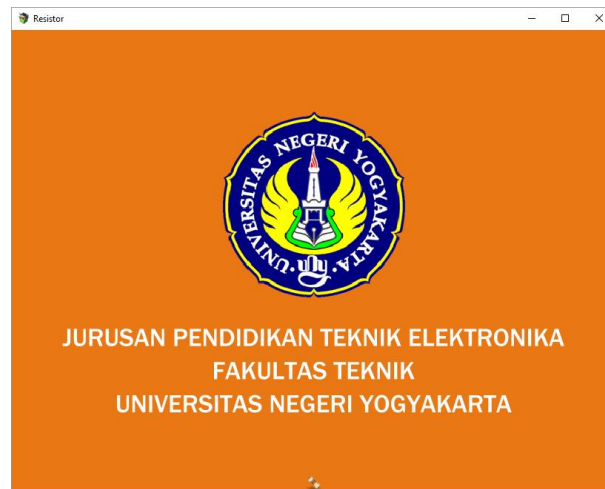 Resistor
UNIVERSITAS NEGERI YOGYAKARTA
JURUSAN PENDIDIKAN TEKNIK ELEKTRONIKA
FAKULTAS TEKNIK
UNIVERSITAS NEGERI YOGYAKARTA